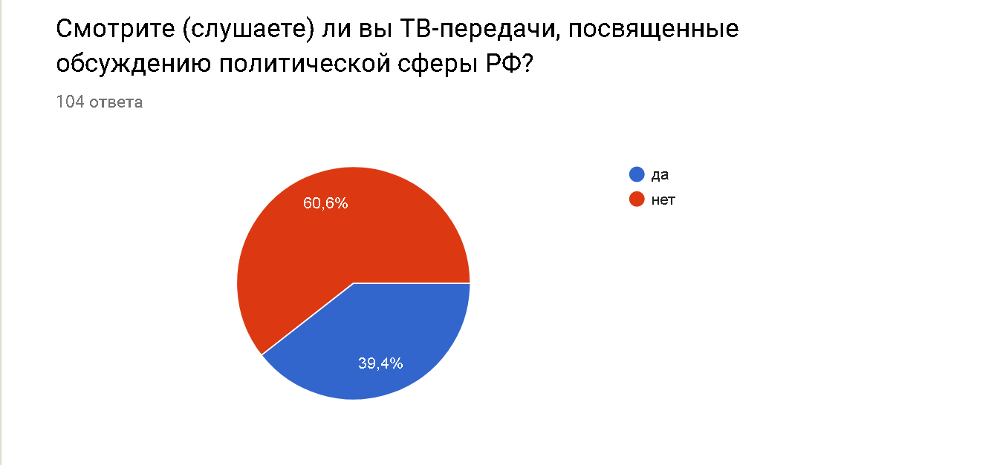 Смотрите (слушаете) ли вы ТВ-передачи, посвященные
обсуждению политической сферы РФ?
104 ответа
да
нет
60,6%
39,4%